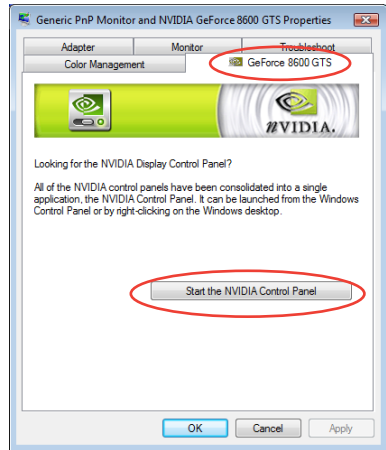 Generic PnP Monitor and NVIDIA GeForce 8600 GTS Properties
Adapter Monitor Troubleshoot
Color Management GeForce 8600 GTS
NVIDIA.
Looking for the NVIDIA Display Control Panel?
All of the NVIDIA control panels have been consolidated into a single
application, the NVIDIA Control Panel. It can be launched from the Windows
Control Panel or by right-clicking on the Windows desktop.
Start the NVIDIA Control Panel
OK Cancel Apply